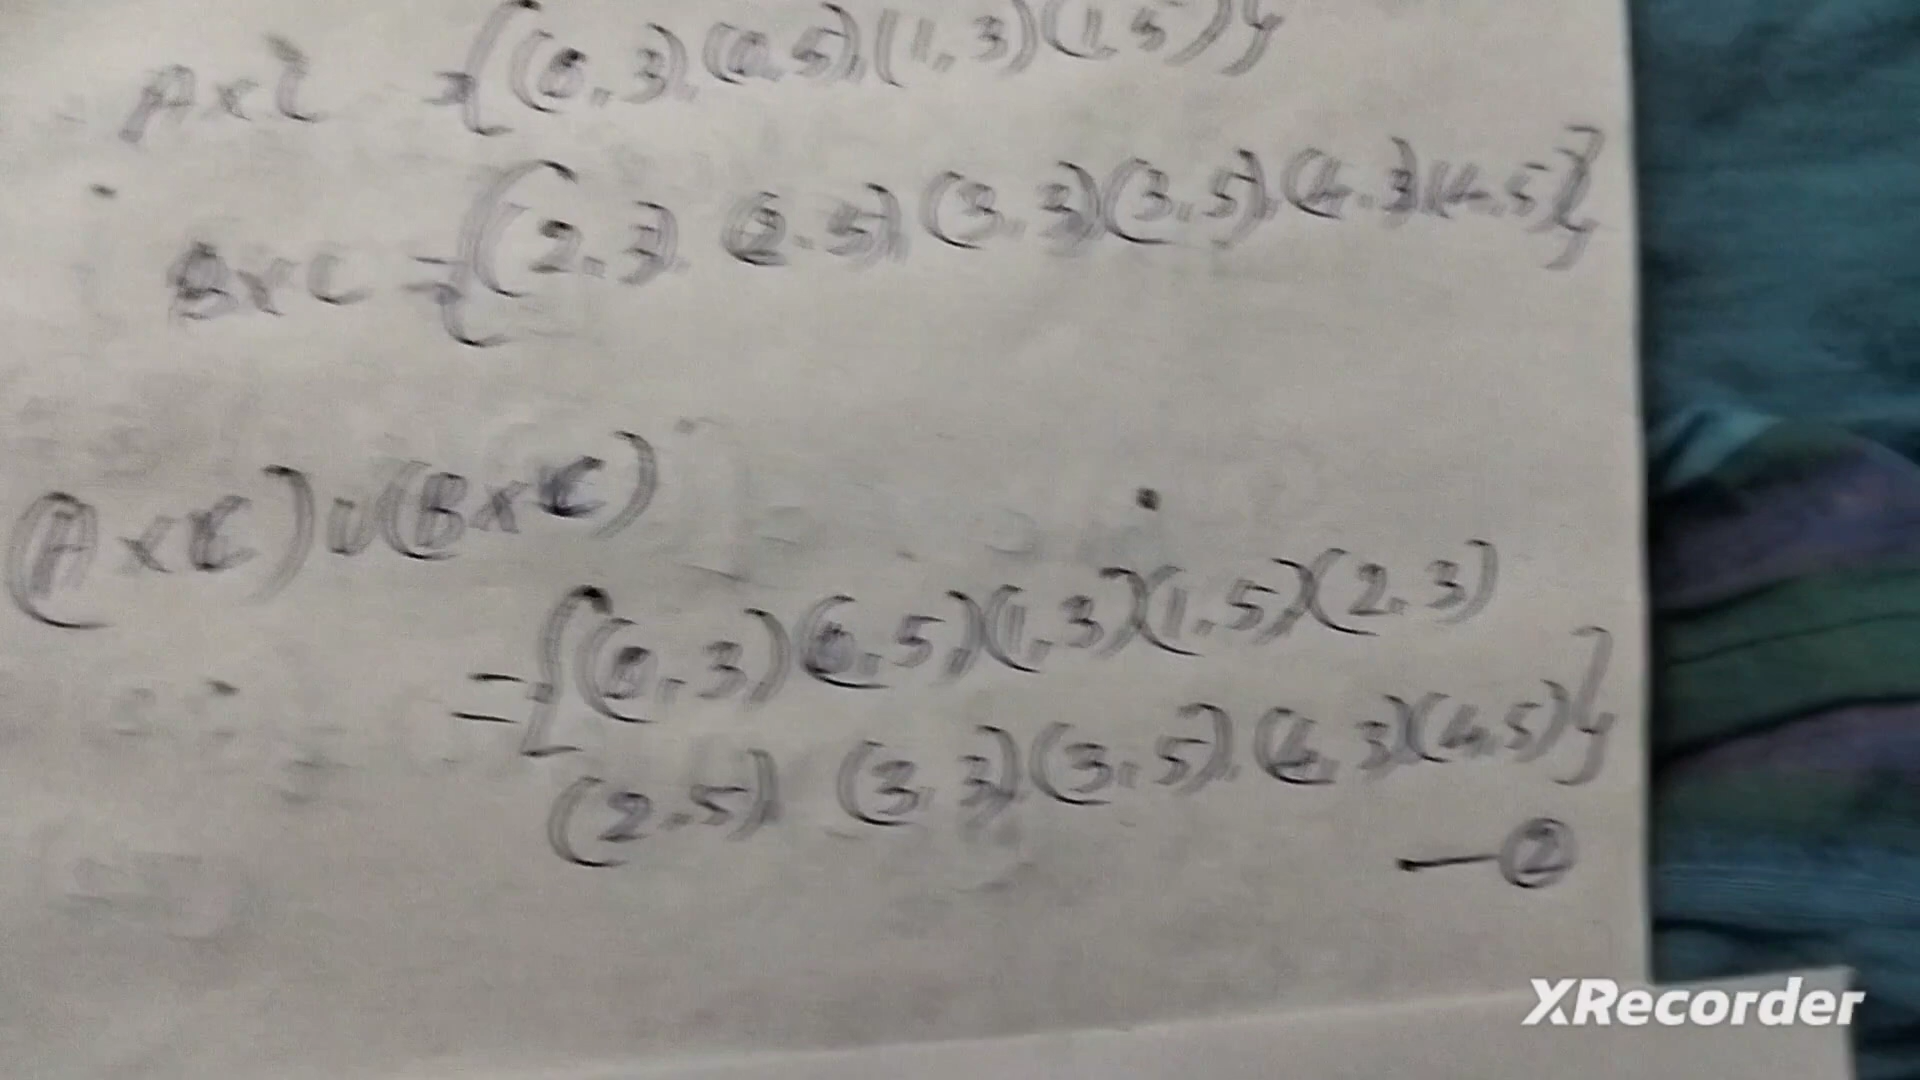 A×C = {(0,3),(0,5),(1,3)(1,5)}
B×C = {(2,3) (2,5),(3,3)(3,5),(4,3)(4,5)}
(A×C)∪(B×C)
= {(0,3)(0,5),(1,3)(1,5)(2,3)
(2,5) (3,3)(3,5),(4,3)(4,5)}
—②
XRecorder